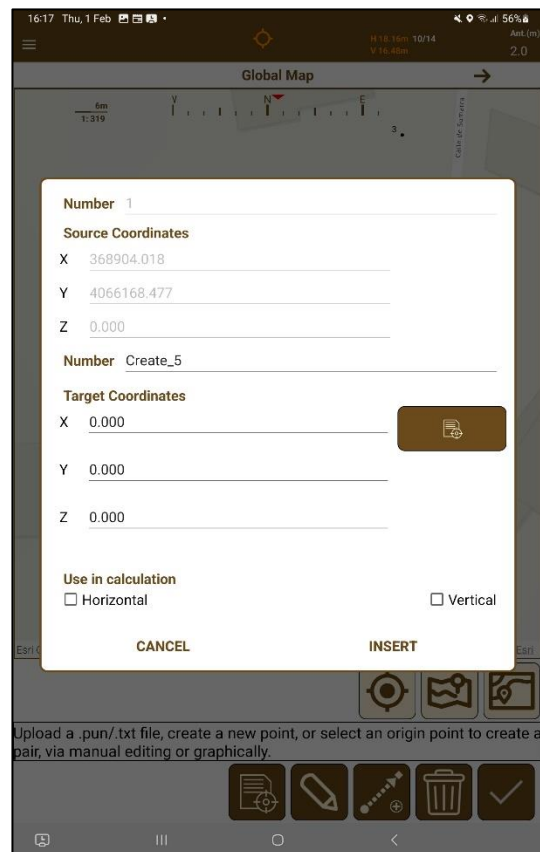 16:17 Thu, 1 Feb
56%
H 18.16m 10/14
V 16.48m
Ant.(m)
2.0
Global Map
6m
1:319
N
E
3
Number 1
Source Coordinates
X 368904.018
Y 4066168.477
Z 0.000
Number Create_5
Target Coordinates
X 0.000
Y 0.000
Z 0.000
Use in calculation
Horizontal
Vertical
CANCEL
INSERT
Esri
Esri
Upload a .pun/.txt file, create a new point, or select an origin point to create a
pair, via manual editing or graphically.